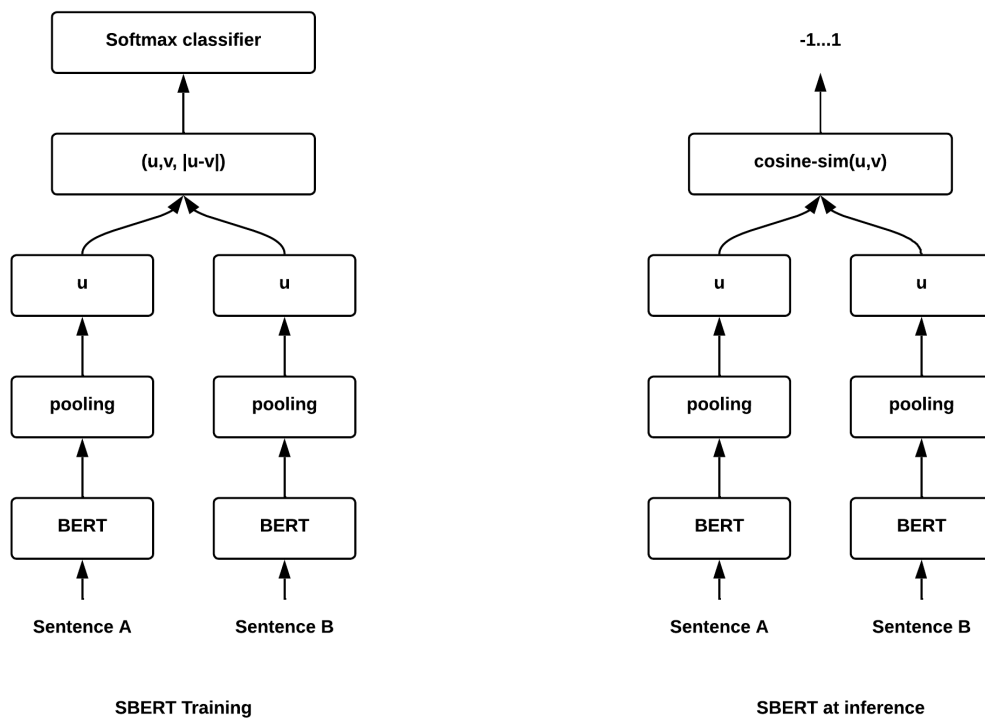 Softmax classifier
-1...1
(u,v, |u-v|)
cosine-sim(u,v)
u
u
u
u
pooling
pooling
pooling
pooling
BERT
BERT
BERT
BERT
Sentence A
Sentence B
Sentence A
Sentence B
SBERT Training
SBERT at inference